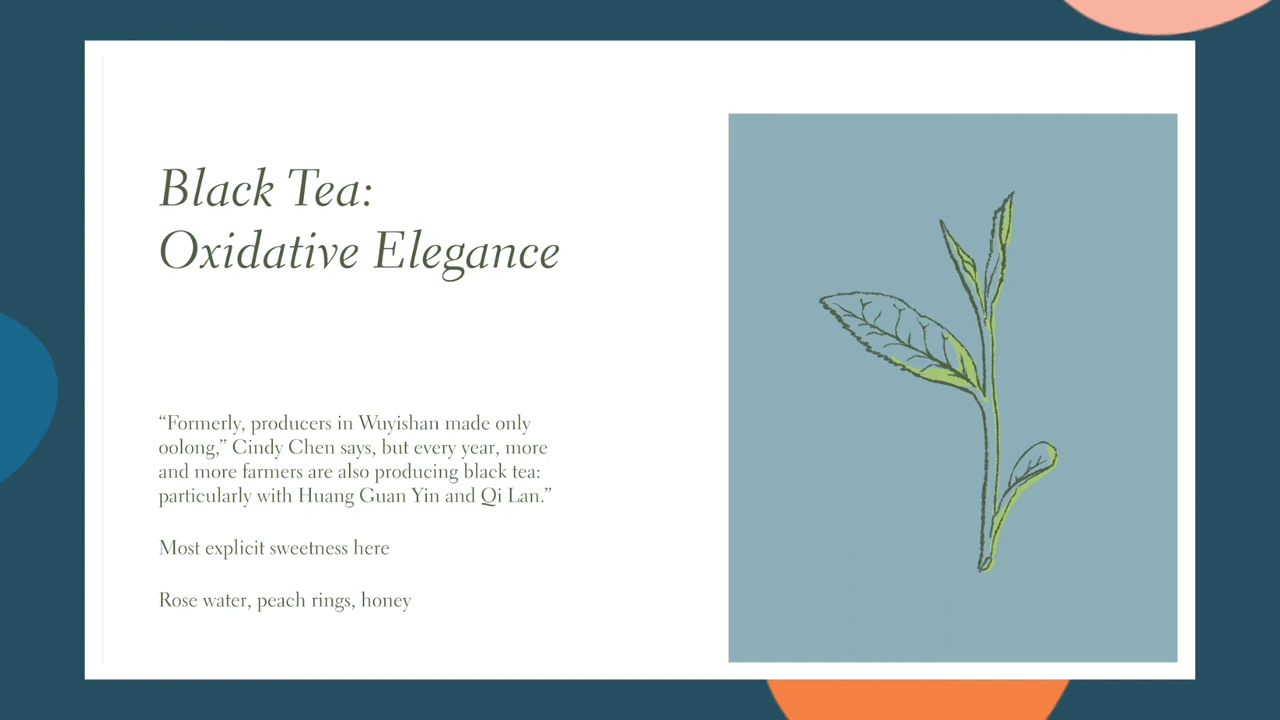 Black Tea:
Oxidative Elegance
“Formerly, producers in Wuyishan made only
oolong,” Cindy Chen says, but every year, more
and more farmers are also producing black tea:
particularly with Huang Guan Yin and Qi Lan.”
Most explicit sweetness here
Rose water, peach rings, honey